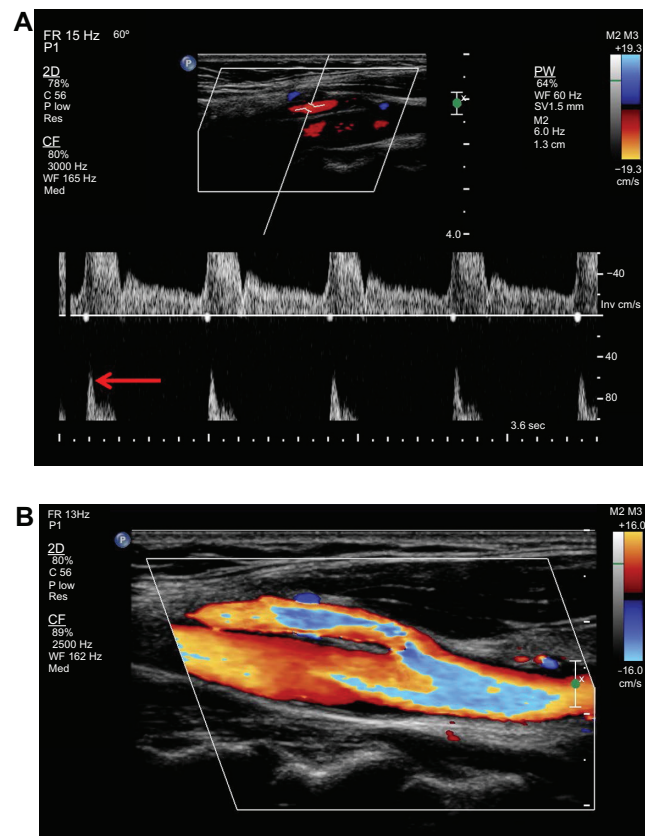 A
FR 15 Hz 60º
P1
2D
78%
C 56
P low
Res
CF
80%
3000 Hz
WF 165 Hz
Med
P
x
4.0
PW
64%
WF 60 Hz
SV1.5 mm
M2
6.0 Hz
1.3 cm
M2 M3
+19.3
−19.3
cm/s
−40
Inv cm/s
40
80
3.6 sec
B
FR 13Hz
P1
2D
80%
C 56
P low
Res
CF
89%
2500 Hz
WF 162 Hz
Med
P
x
M2 M3
+16.0
-16.0
cm/s